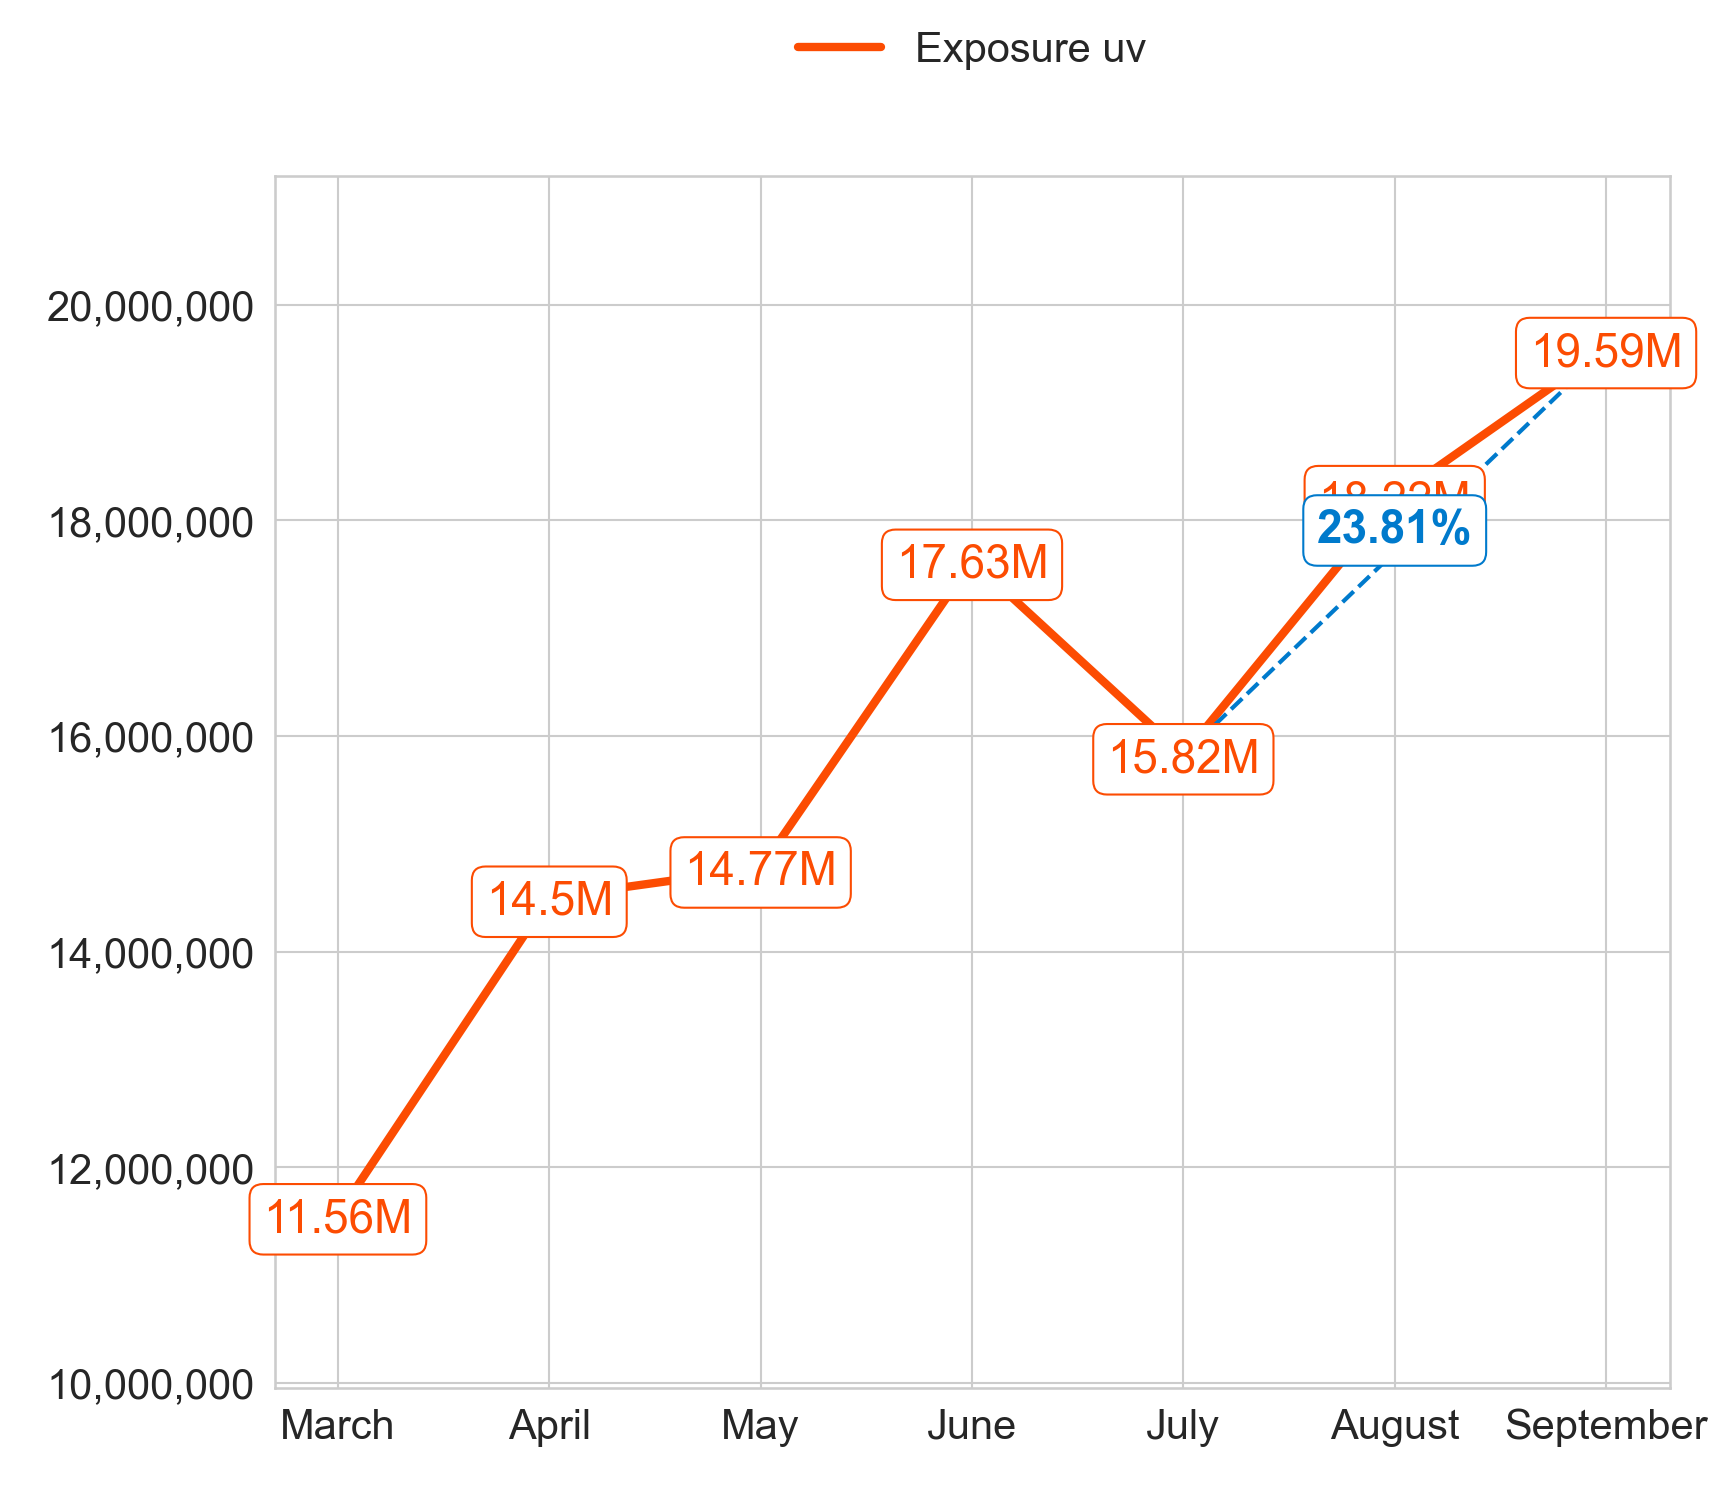 Exposure uv
20,000,000
18,000,000
16,000,000
14,000,000
12,000,000
10,000,000
11.56M
14.5M
14.77M
17.63M
15.82M
23.81%
19.59M
March April May June July August September